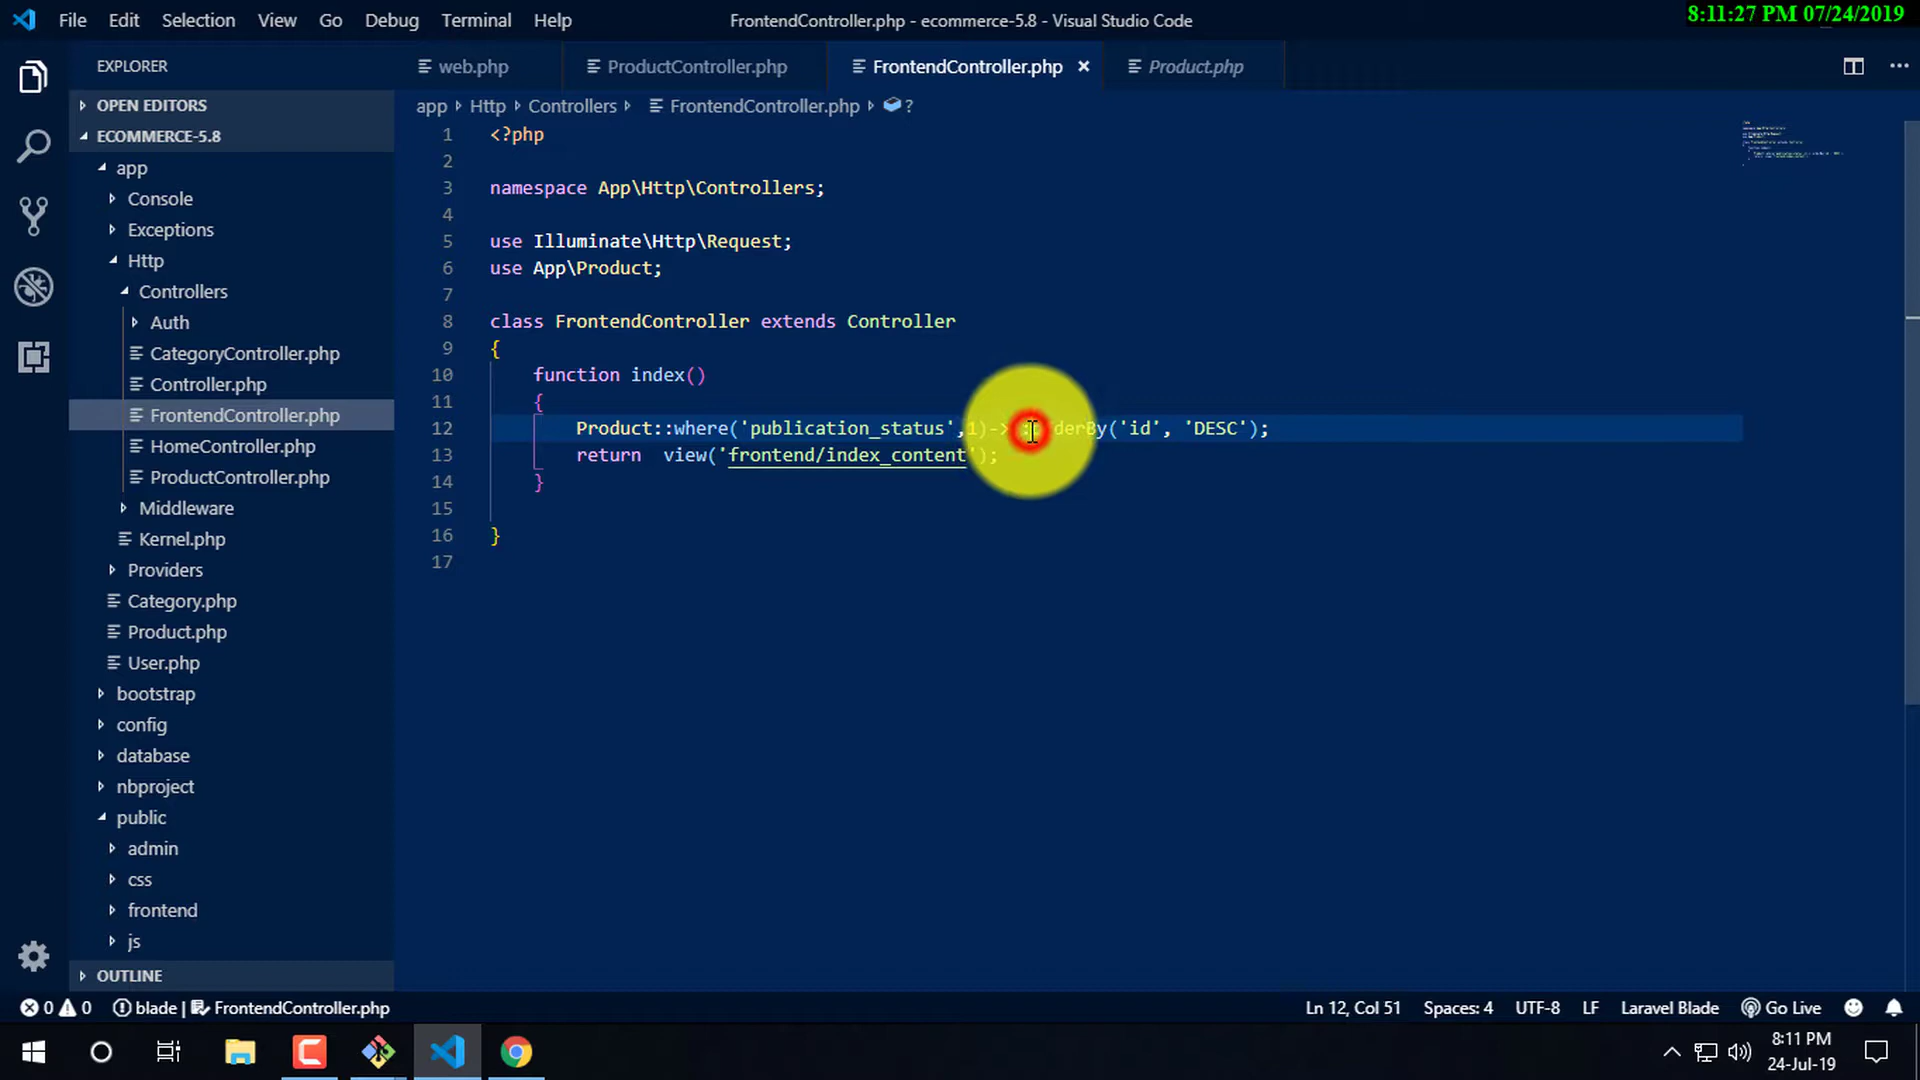 File Edit Selection View Go Debug Terminal Help
FrontendController.php - ecommerce-5.8 - Visual Studio Code
8:11:27 PM 07/24/2019
EXPLORER
web.php
ProductController.php
FrontendController.php
Product.php
OPEN EDITORS
app Http Controllers FrontendController.php ?
ECOMMERCE-5.8
app
Console
Exceptions
Http
Controllers
Auth
CategoryController.php
Controller.php
FrontendController.php
HomeController.php
ProductController.php
Middleware
Kernel.php
Providers
Category.php
Product.php
User.php
bootstrap
config
database
nbproject
public
admin
css
frontend
js
OUTLINE
1 <?php
2
3 namespace App\Http\Controllers;
4
5 use Illuminate\Http\Request;
6 use App\Product;
7
8 class FrontendController extends Controller
9 {
10 function index()
11 {
12 Product::where('publication_status',1)-> derBy('id', 'DESC');
13 return view('frontend/index_content');
14 }
15
16 }
17
0 0 blade | FrontendController.php
Ln 12, Col 51 Spaces: 4 UTF-8 LF Laravel Blade Go Live
8:11 PM
24-Jul-19